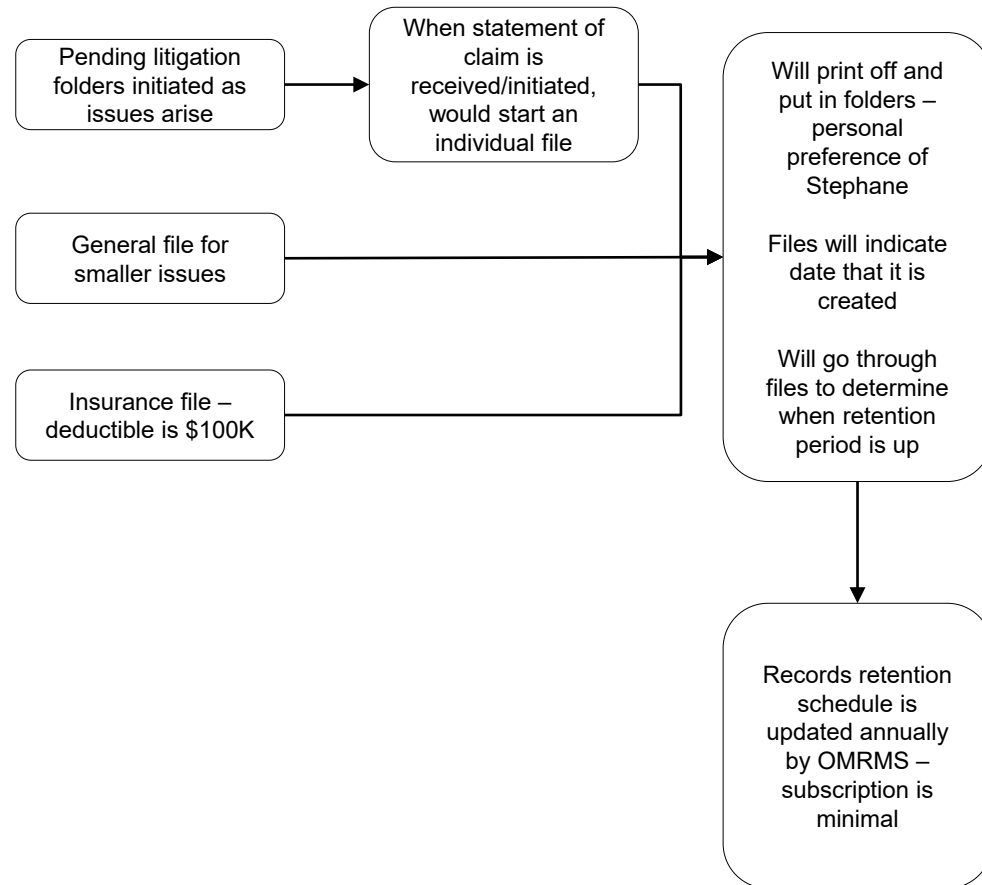 Pending litigation
folders initiated as
issues arise
When statement of
claim is
received/initiated,
would start an
individual file
General file for
smaller issues
Insurance file –
deductible is $100K
Will print off and
put in folders –
personal
preference of
Stephane
Files will indicate
date that it is
created
Will go through
files to determine
when retention
period is up
Records retention
schedule is
updated annually
by OMRMS –
subscription is
minimal